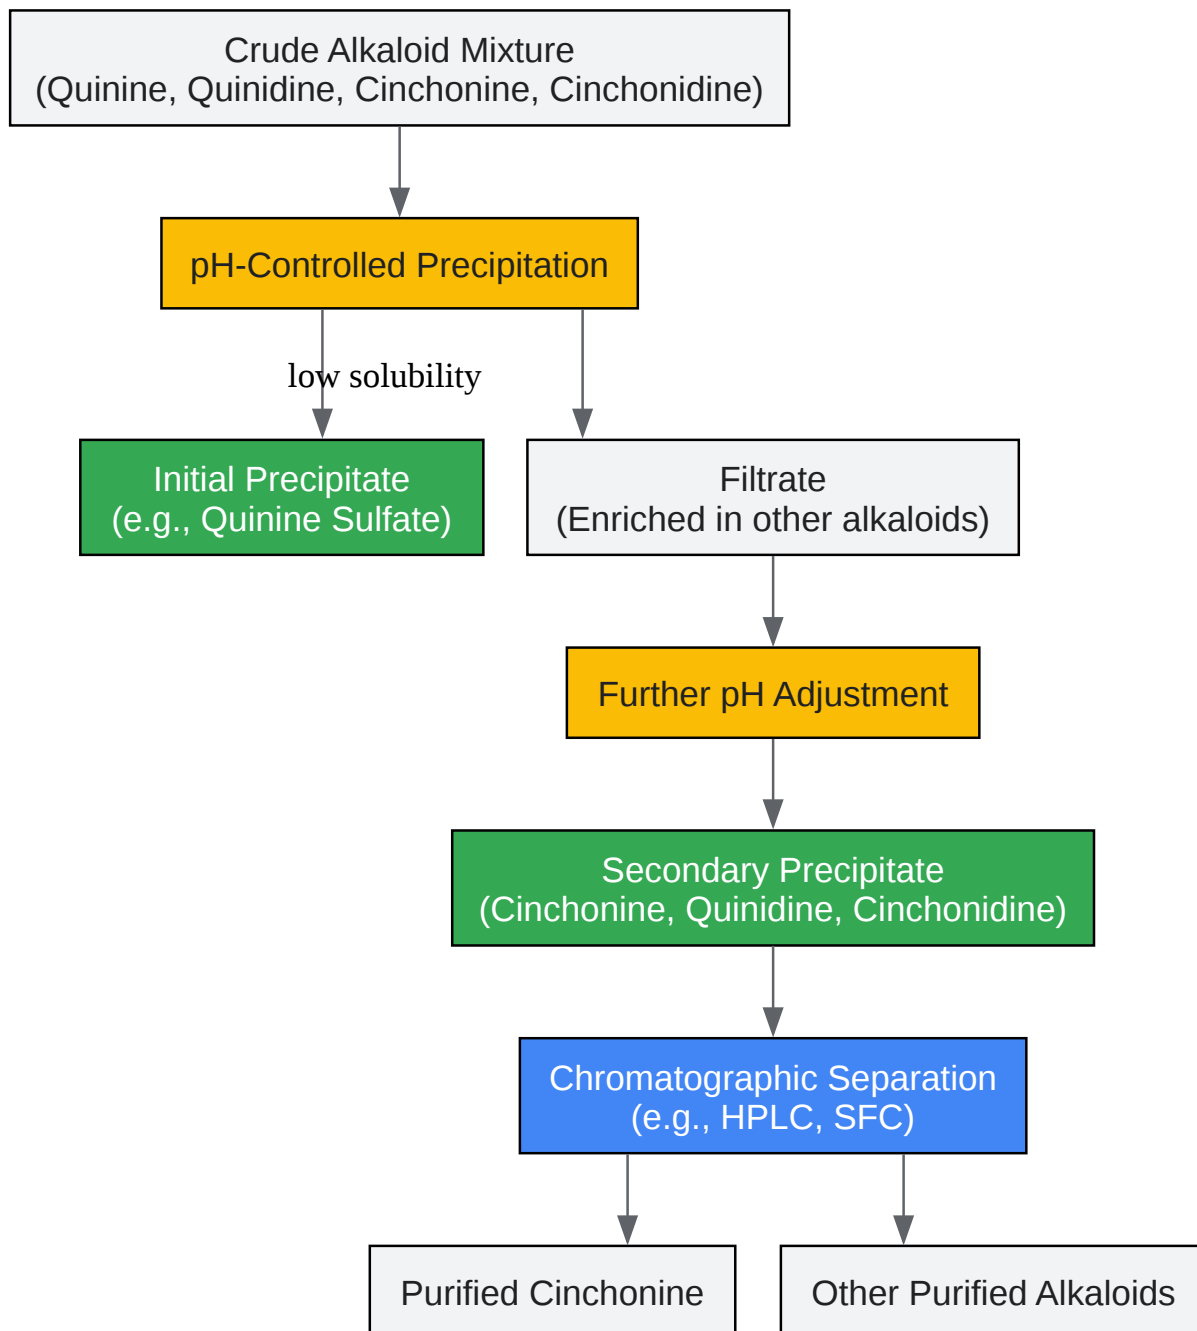 Crude Alkaloid Mixture
(Quinine, Quinidine, Cinchonine, Cinchonidine)
pH-Controlled Precipitation
low solubility
Initial Precipitate
(e.g., Quinine Sulfate)
Filtrate
(Enriched in other alkaloids)
Further pH Adjustment
Secondary Precipitate
(Cinchonine, Quinidine, Cinchonidine)
Chromatographic Separation
(e.g., HPLC, SFC)
Purified Cinchonine
Other Purified Alkaloids